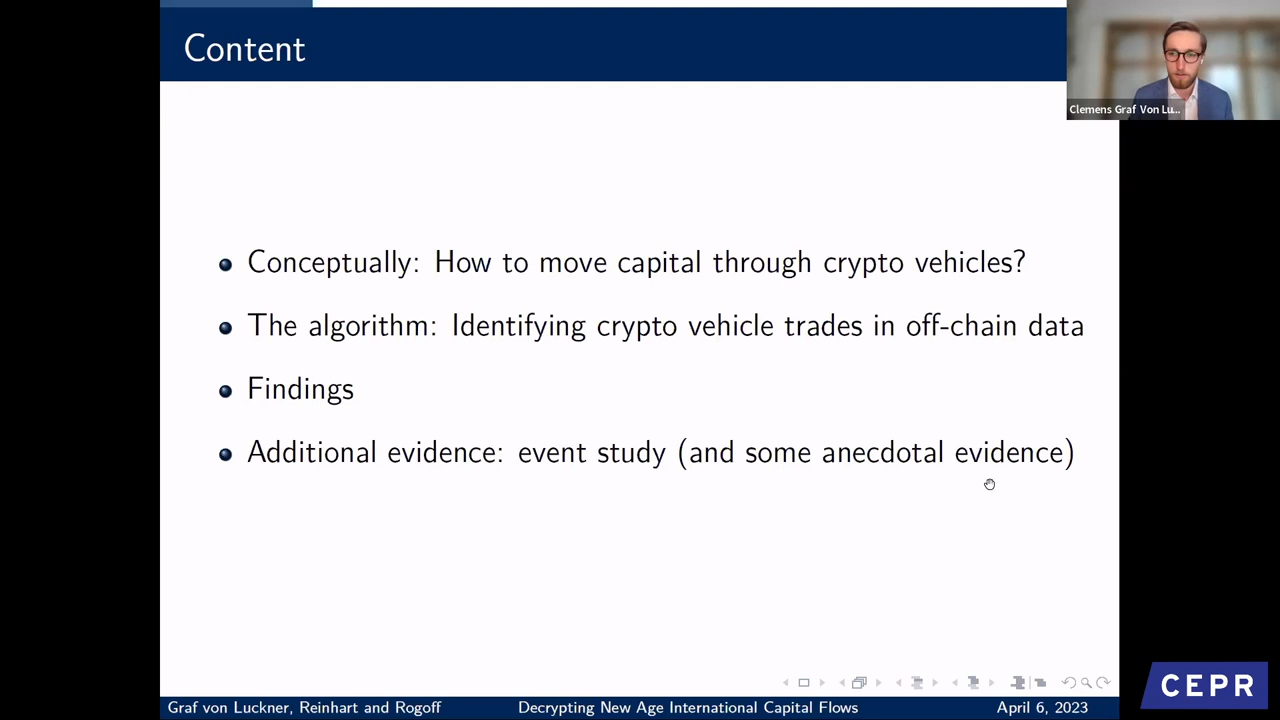 Content
Clemens Graf Von Lu...
Conceptually: How to move capital through crypto vehicles?
The algorithm: Identifying crypto vehicle trades in off-chain data
Findings
Additional evidence: event study (and some anecdotal evidence)
CEPR
Graf von Luckner, Reinhart and Rogoff Decrypting New Age International Capital Flows April 6, 2023